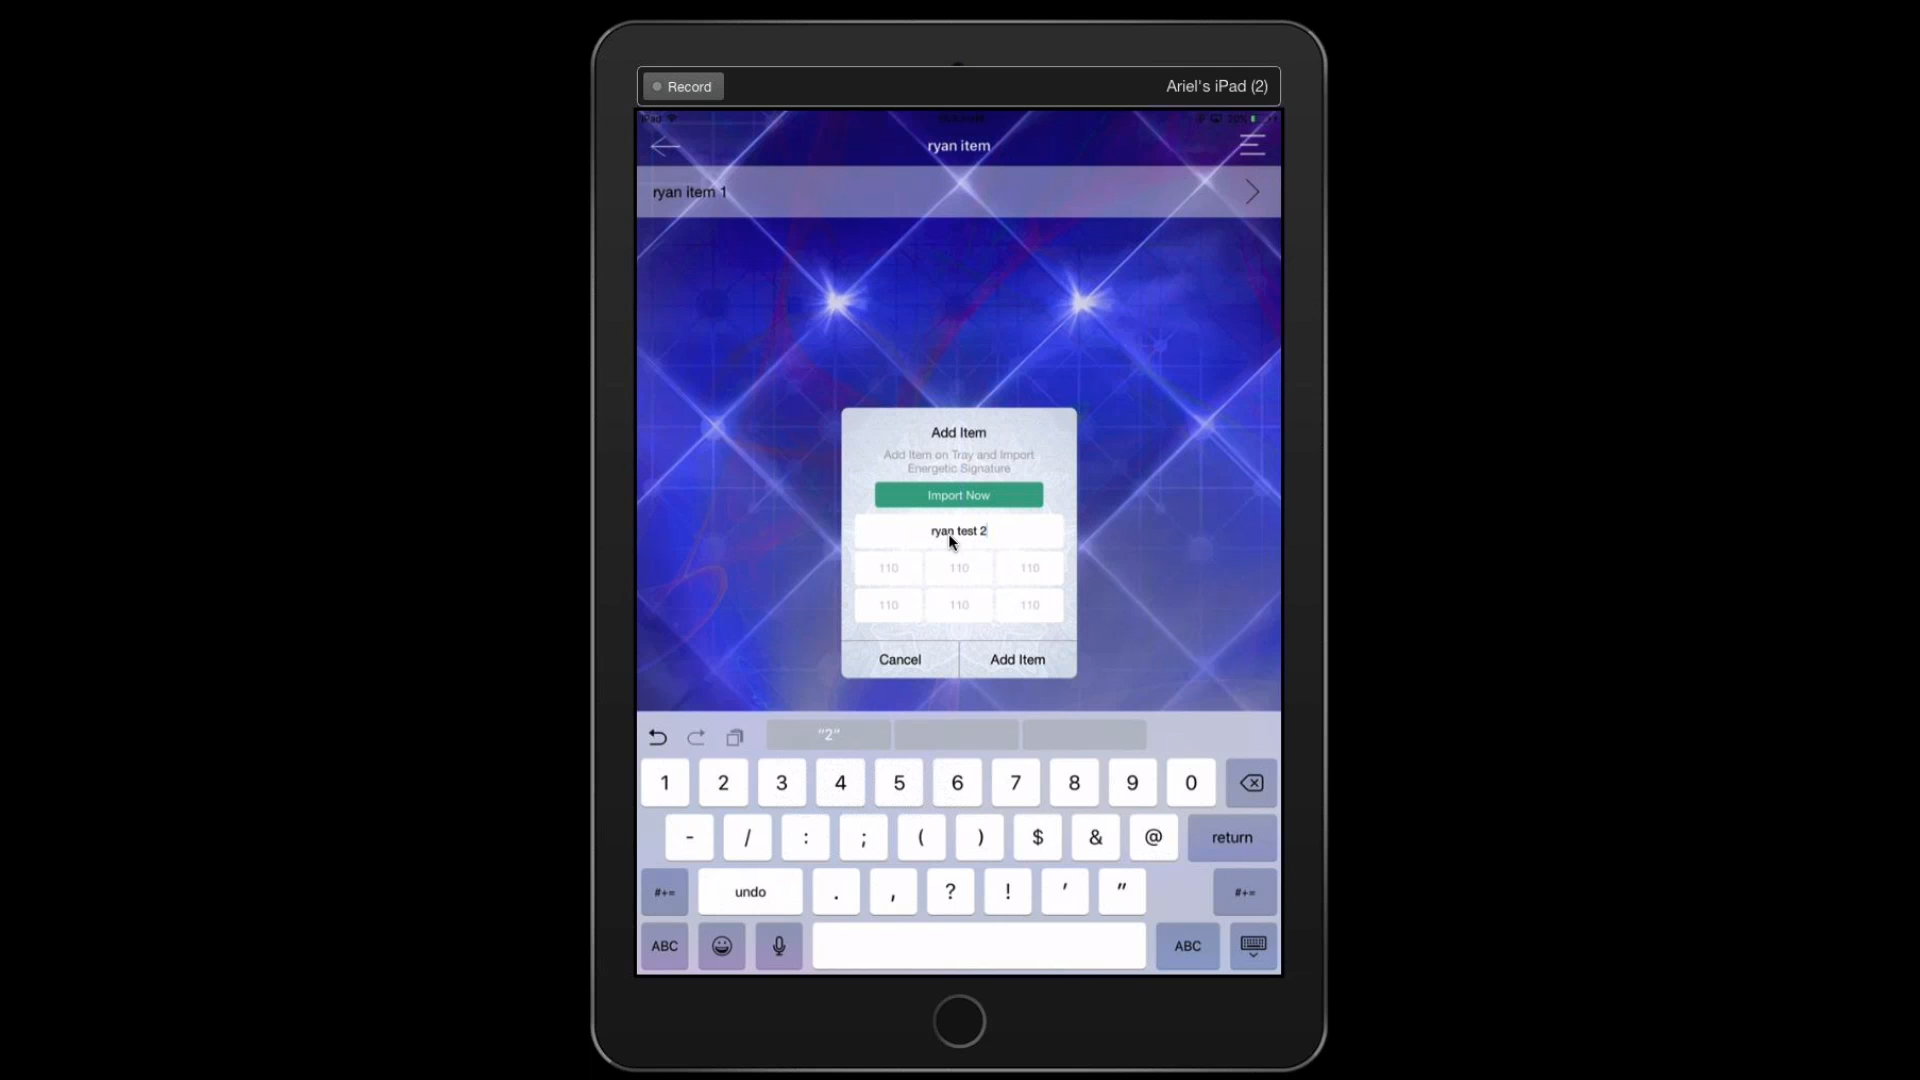 Record
Ariel's iPad (2)
iPad
ryan item
ryan item 1
Add Item
Add Item on Tray and Import
Energetic Signature
Import Now
ryan test 2
110 110 110
110 110 110
Cancel Add Item
"2"
1 2 3 4 5 6 7 8 9 0
- / : ; ( ) $ & @ return
#+= undo . , ? ! ' " #+=
ABC ABC